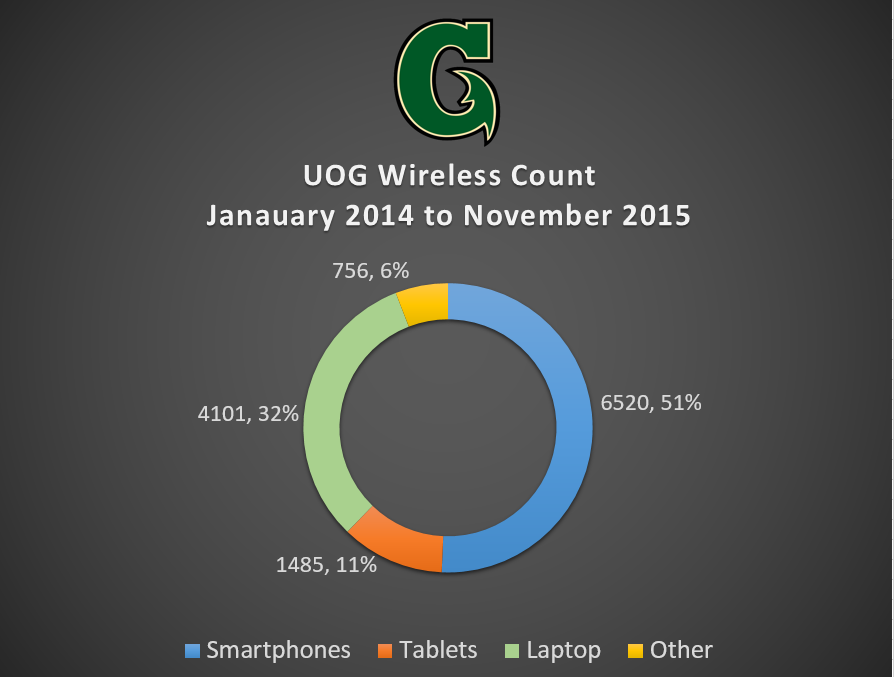 G
UOG Wireless Count
Janauary 2014 to November 2015
756, 6%
6520, 51%
4101, 32%
1485, 11%
Smartphones Tablets Laptop Other